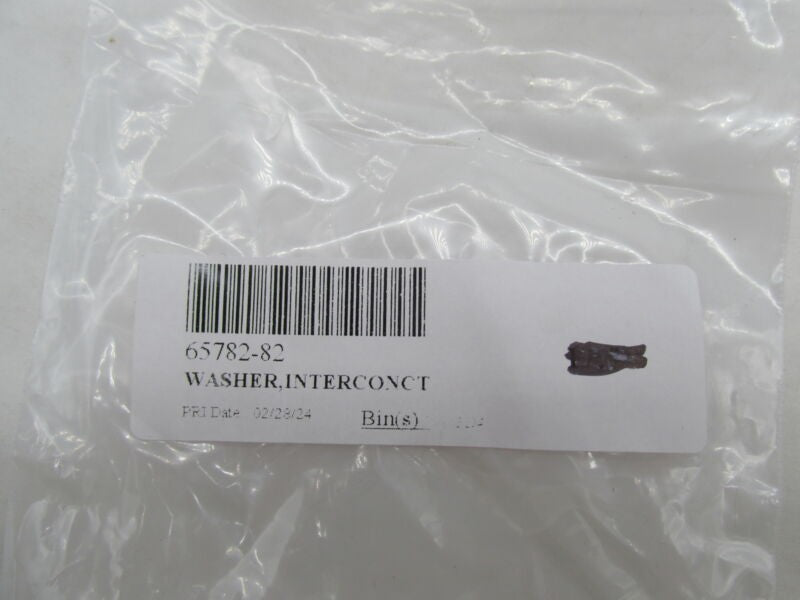 65782-82
WASHER,INTERCONCT
PRI Date 02/28/24 Bin(s)